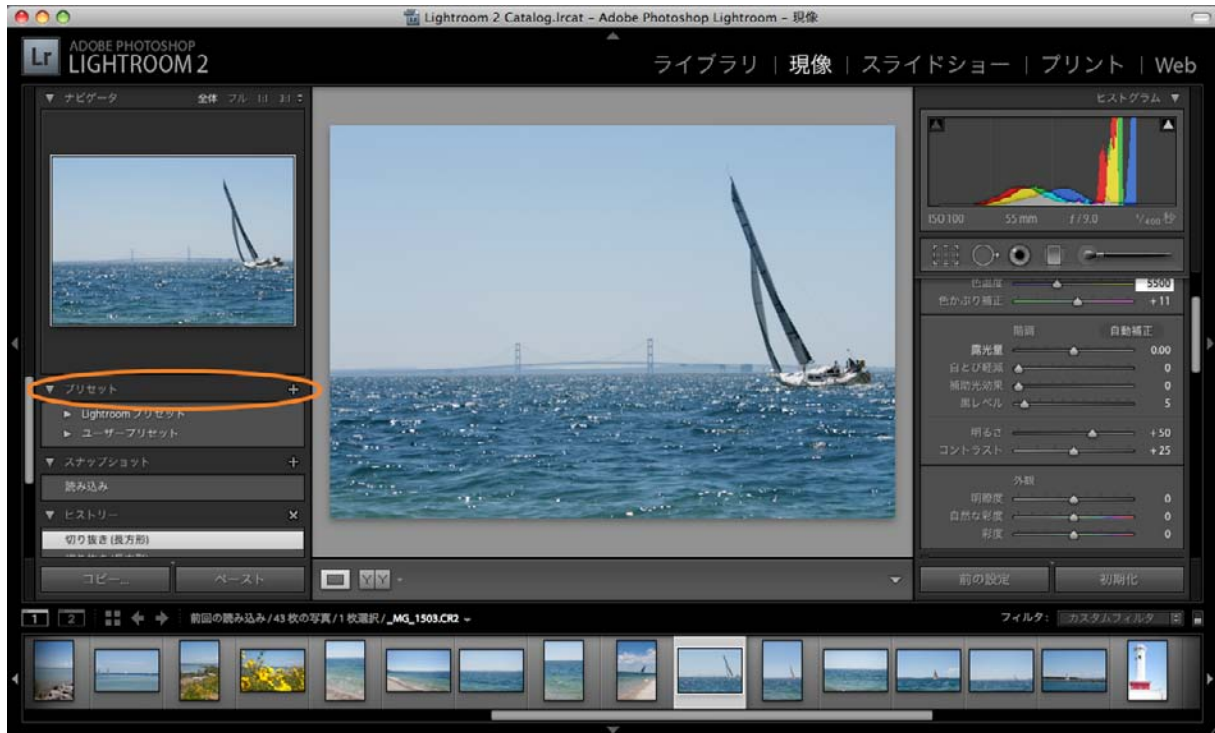 Lightroom 2 Catalog.lrcat – Adobe Photoshop Lightroom – 現像
Lr ADOBE PHOTOSHOP
LIGHTROOM 2
ライブラリ | 現像 | スライドショー | プリント | Web
ナビゲータ 全体 フル 1:1 3:1
プリセット +
Lightroom プリセット
ユーザープリセット
スナップショット +
読み込み
ヒストリー ×
切り抜き (長方形)
コピー... ペースト
YY
ヒストグラム
ISO 100 55 mm f / 9.0 1/400 秒
色温度 5500
色かぶり補正 + 11
階調 自動補正
露光量 0.00
白とび軽減 0
補助光効果 0
黒レベル 5
明るさ + 50
コントラスト + 25
外観
明瞭度 0
自然な彩度 0
彩度 0
前の設定 初期化
1 2 前回の読み込み / 43 枚の写真 / 1 枚選択 / _MG_1503.CR2 フィルタ： カスタムフィルタ